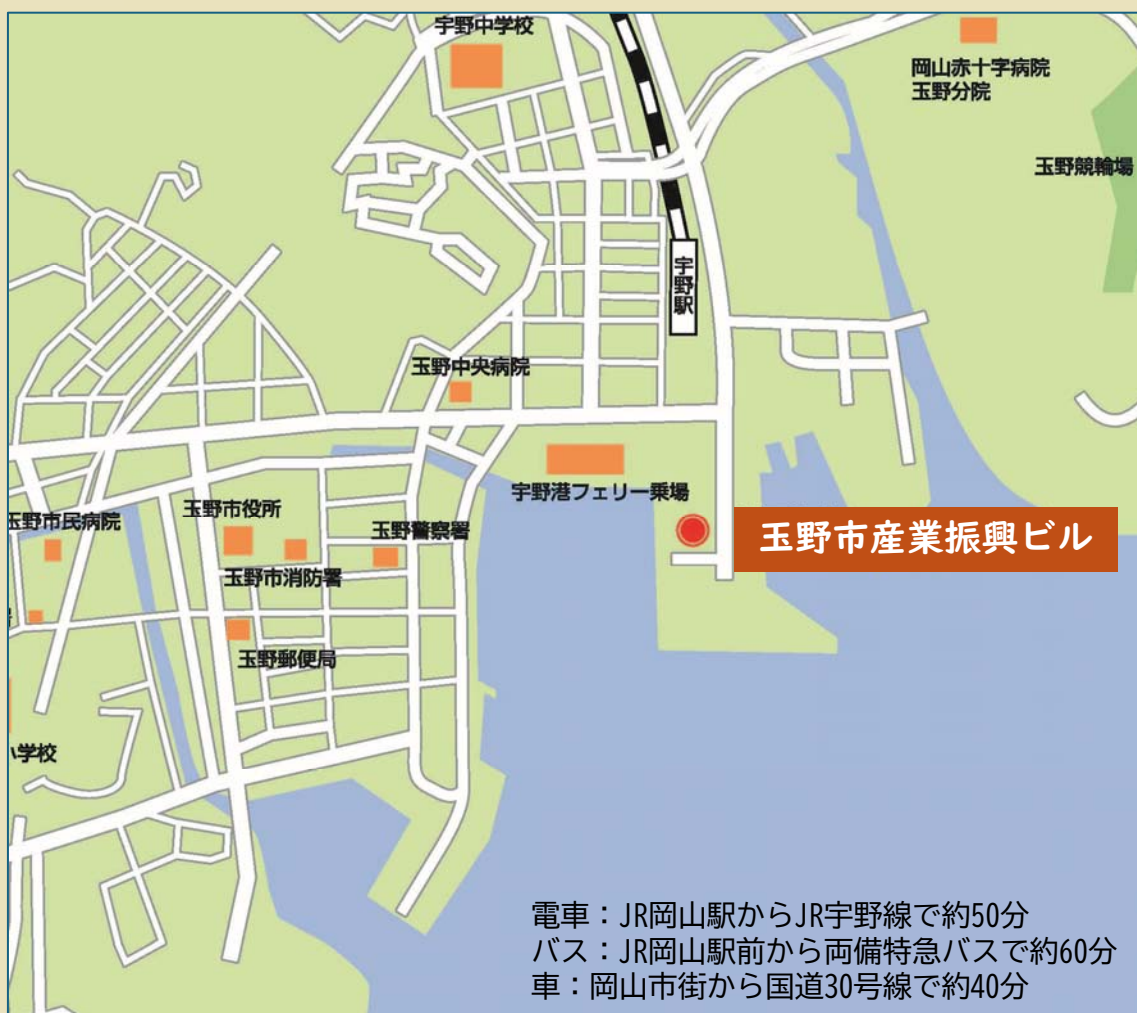 宇野中学校
岡山赤十字病院
玉野分院
玉野競輪場
宇野駅
玉野中央病院
宇野港フェリー乗場
玉野市民病院
玉野市役所
玉野警察署
玉野市産業振興ビル
玉野市消防署
玉野郵便局
小学校
電車：JR岡山駅からJR宇野線で約50分
バス：JR岡山駅前から両備特急バスで約60分
車：岡山市街から国道30号線で約40分